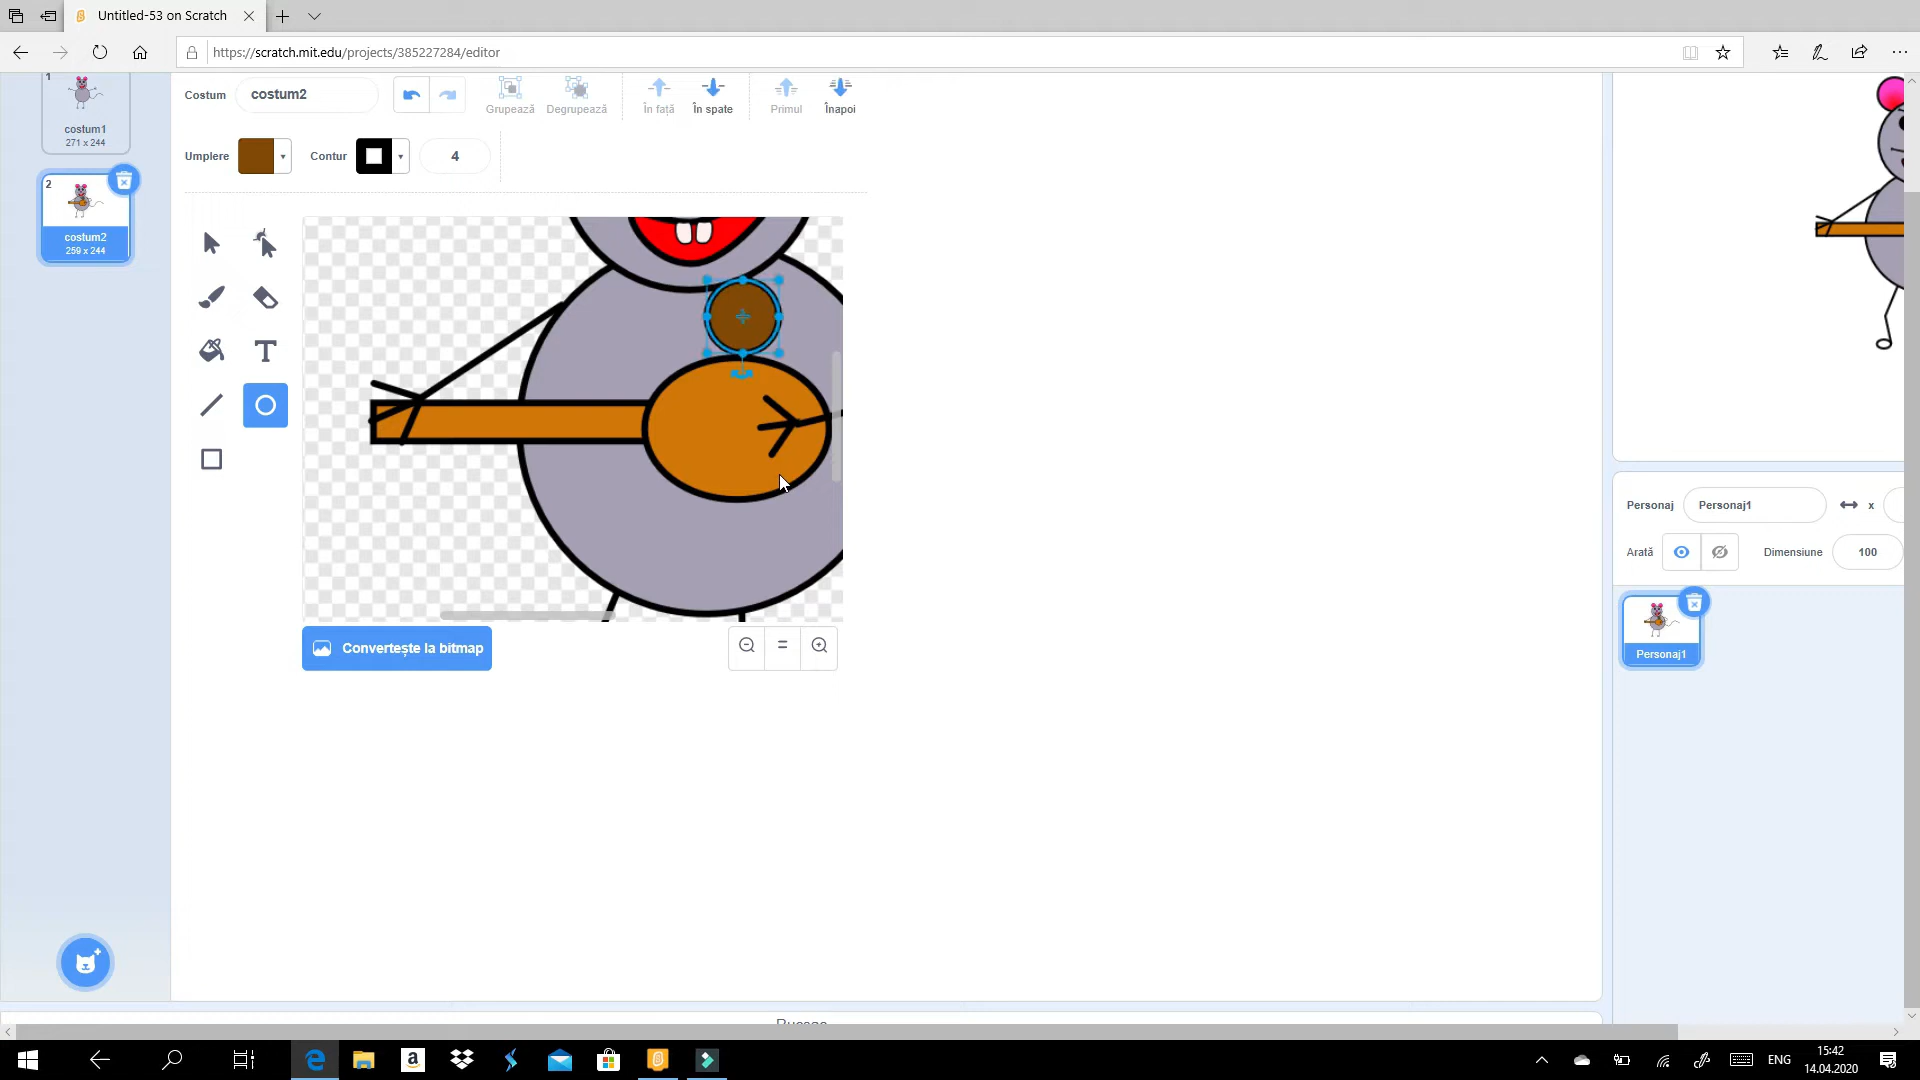 Untitled-53 on Scratch
https://scratch.mit.edu/projects/385227284/editor
1
costum1
271 x 244
2
costum2
259 x 244
Costum
costum2
Grupează
Degrupează
În față
În spate
Primul
Înapoi
Umplere
Contur
4
T
Convertește la bitmap
Personaj
Personaj1
x
Arată
Dimensiune
100
Personaj1
ENG
15:42
14.04.2020